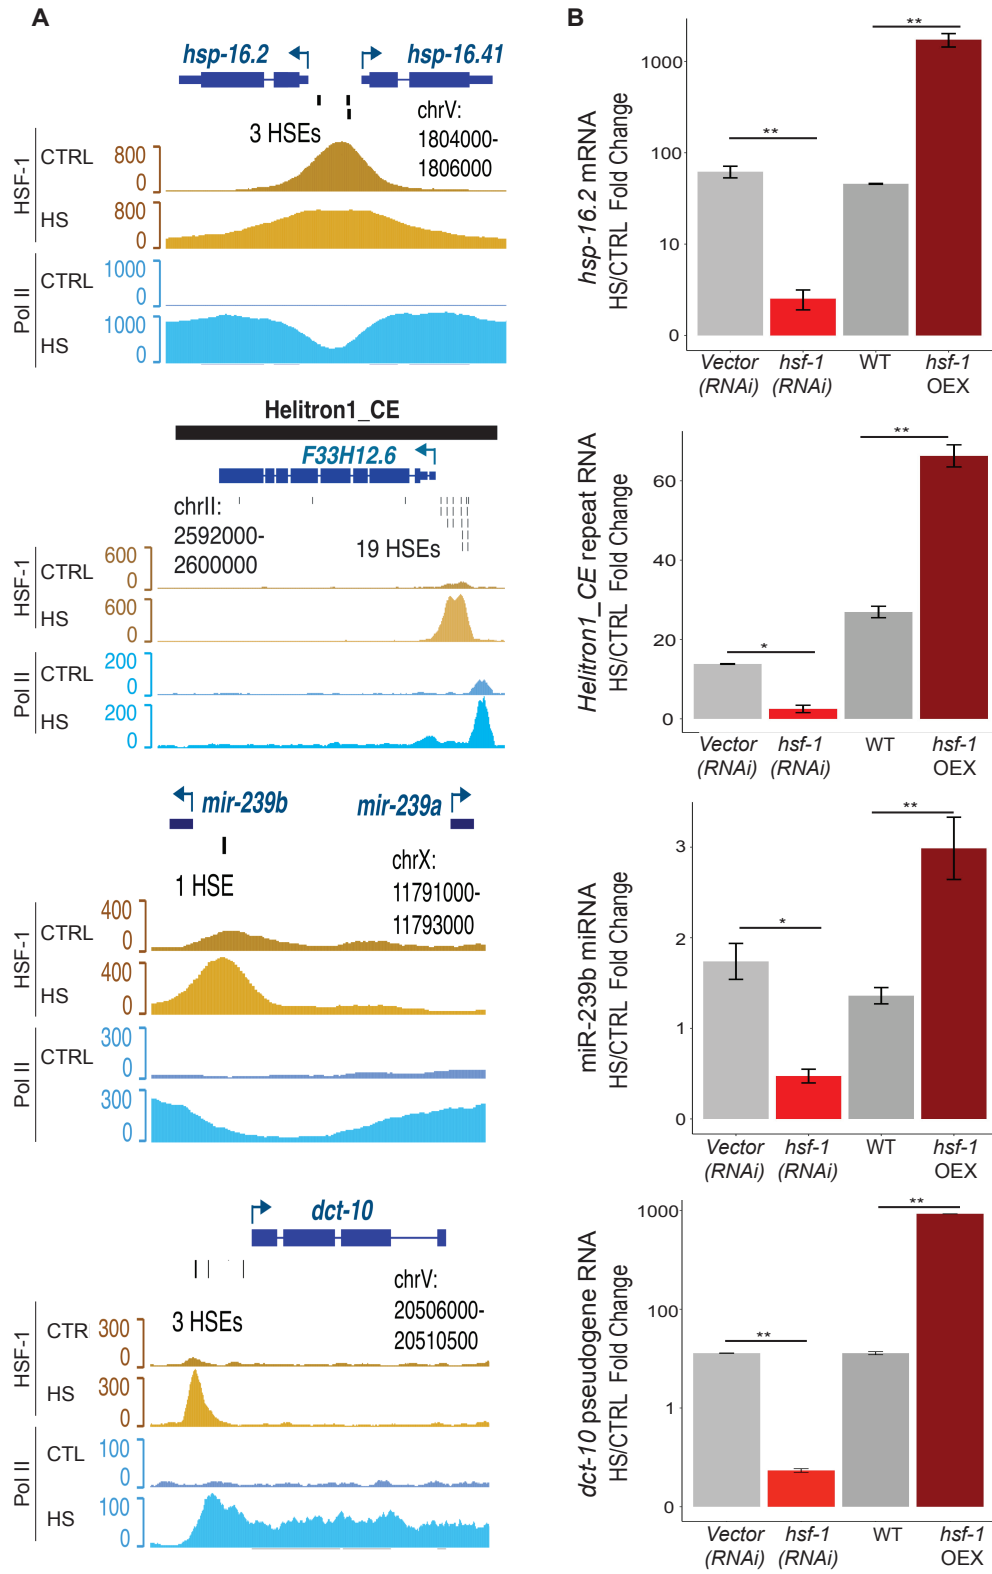 A
hsp-16.2
hsp-16.41
3 HSEs
chrV:
1804000-
1806000
HSF-1
CTRL
800
0
HS
800
0
Pol II
CTRL
1000
0
HS
1000
0
Helitron1_CE
F33H12.6
chrII:
2592000-
2600000
19 HSEs
HSF-1
CTRL
600
0
HS
600
0
Pol II
CTRL
200
0
HS
200
0
mir-239b
mir-239a
1 HSE
chrX:
11791000-
11793000
HSF-1
CTRL
400
0
HS
400
0
Pol II
CTRL
300
0
HS
300
0
dct-10
3 HSEs
chrV:
20506000-
20510500
HSF-1
CTR
300
0
HS
300
0
Pol II
CTL
100
0
HS
100
0
B
hsp-16.2 mRNA
HS/CTRL Fold Change
1000
100
10
0
**
**
Vector (RNAi)
hsf-1 (RNAi)
WT
hsf-1 OEX
Helitron1_CE repeat RNA
HS/CTRL Fold Change
60
40
20
0
*
**
Vector (RNAi)
hsf-1 (RNAi)
WT
hsf-1 OEX
miR-239b miRNA
HS/CTRL Fold Change
3
2
1
0
*
**
Vector (RNAi)
hsf-1 (RNAi)
WT
hsf-1 OEX
dct-10 pseudogene RNA
HS/CTRL Fold Change
1000
100
1
0
**
**
Vector (RNAi)
hsf-1 (RNAi)
WT
hsf-1 OEX